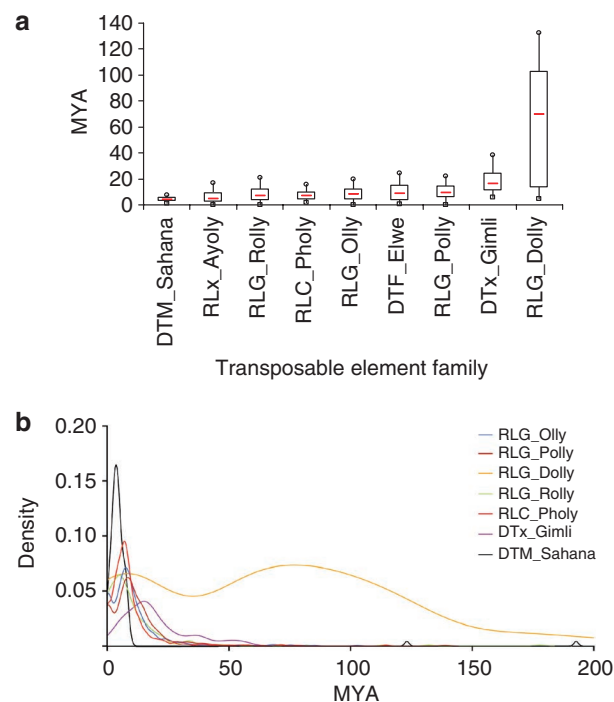 a
MYA
140
120
100
80
60
40
20
0
DTM_Sahana
RLx_Ayoly
RLG_Rolly
RLC_Pholy
RLG_Olly
DTF_Elwe
RLG_Polly
DTx_Gimli
RLG_Dolly
Transposable element family
b
Density
0.20
0.15
0.10
0.05
0 50 100 150 200
MYA
RLG_Olly
RLG_Polly
RLG_Dolly
RLG_Rolly
RLC_Pholy
DTx_Gimli
DTM_Sahana